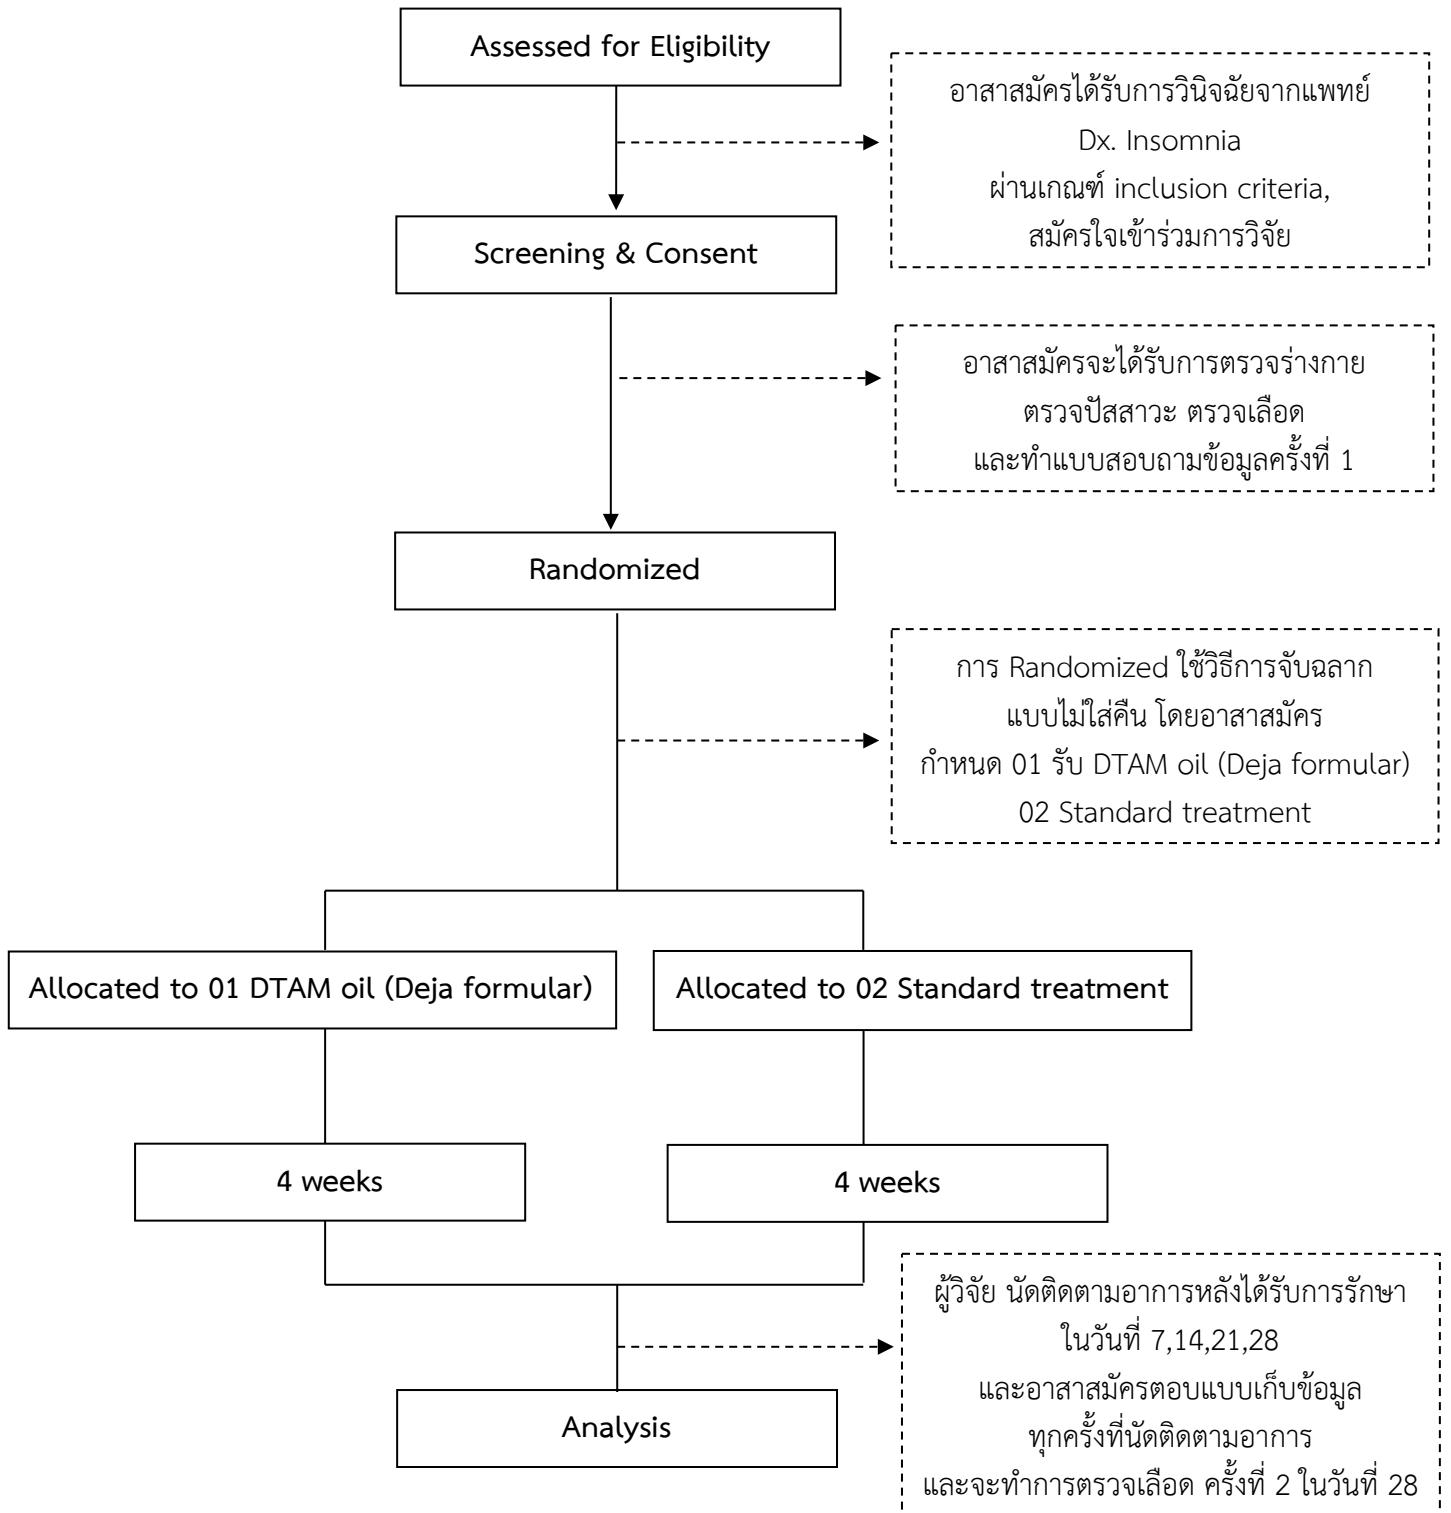 Assessed for Eligibility
อาสาสมัครได้รับการวินิจฉัยจากแพทย์
Dx. Insomnia
ผ่านเกณฑ์ inclusion criteria,
สมัครใจเข้าร่วมการวิจัย
Screening & Consent
อาสาสมัครจะได้รับการตรวจร่างกาย
ตรวจปัสสาวะ ตรวจเลือด
และทำแบบสอบถามข้อมูลครั้งที่ 1
Randomized
การ Randomized ใช้วิธีการจับฉลาก
แบบไม่ใส่คืน โดยอาสาสมัคร
กำหนด 01 รับ DTAM oil (Deja formular)
02 Standard treatment
Allocated to 01 DTAM oil (Deja formular)
Allocated to 02 Standard treatment
4 weeks
4 weeks
ผู้วิจัย นัดติดตามอาการหลังได้รับการรักษา
ในวันที่ 7,14,21,28
และอาสาสมัครตอบแบบเก็บข้อมูล
ทุกครั้งที่นัดติดตามอาการ
และจะทำการตรวจเลือด ครั้งที่ 2 ในวันที่ 28
Analysis